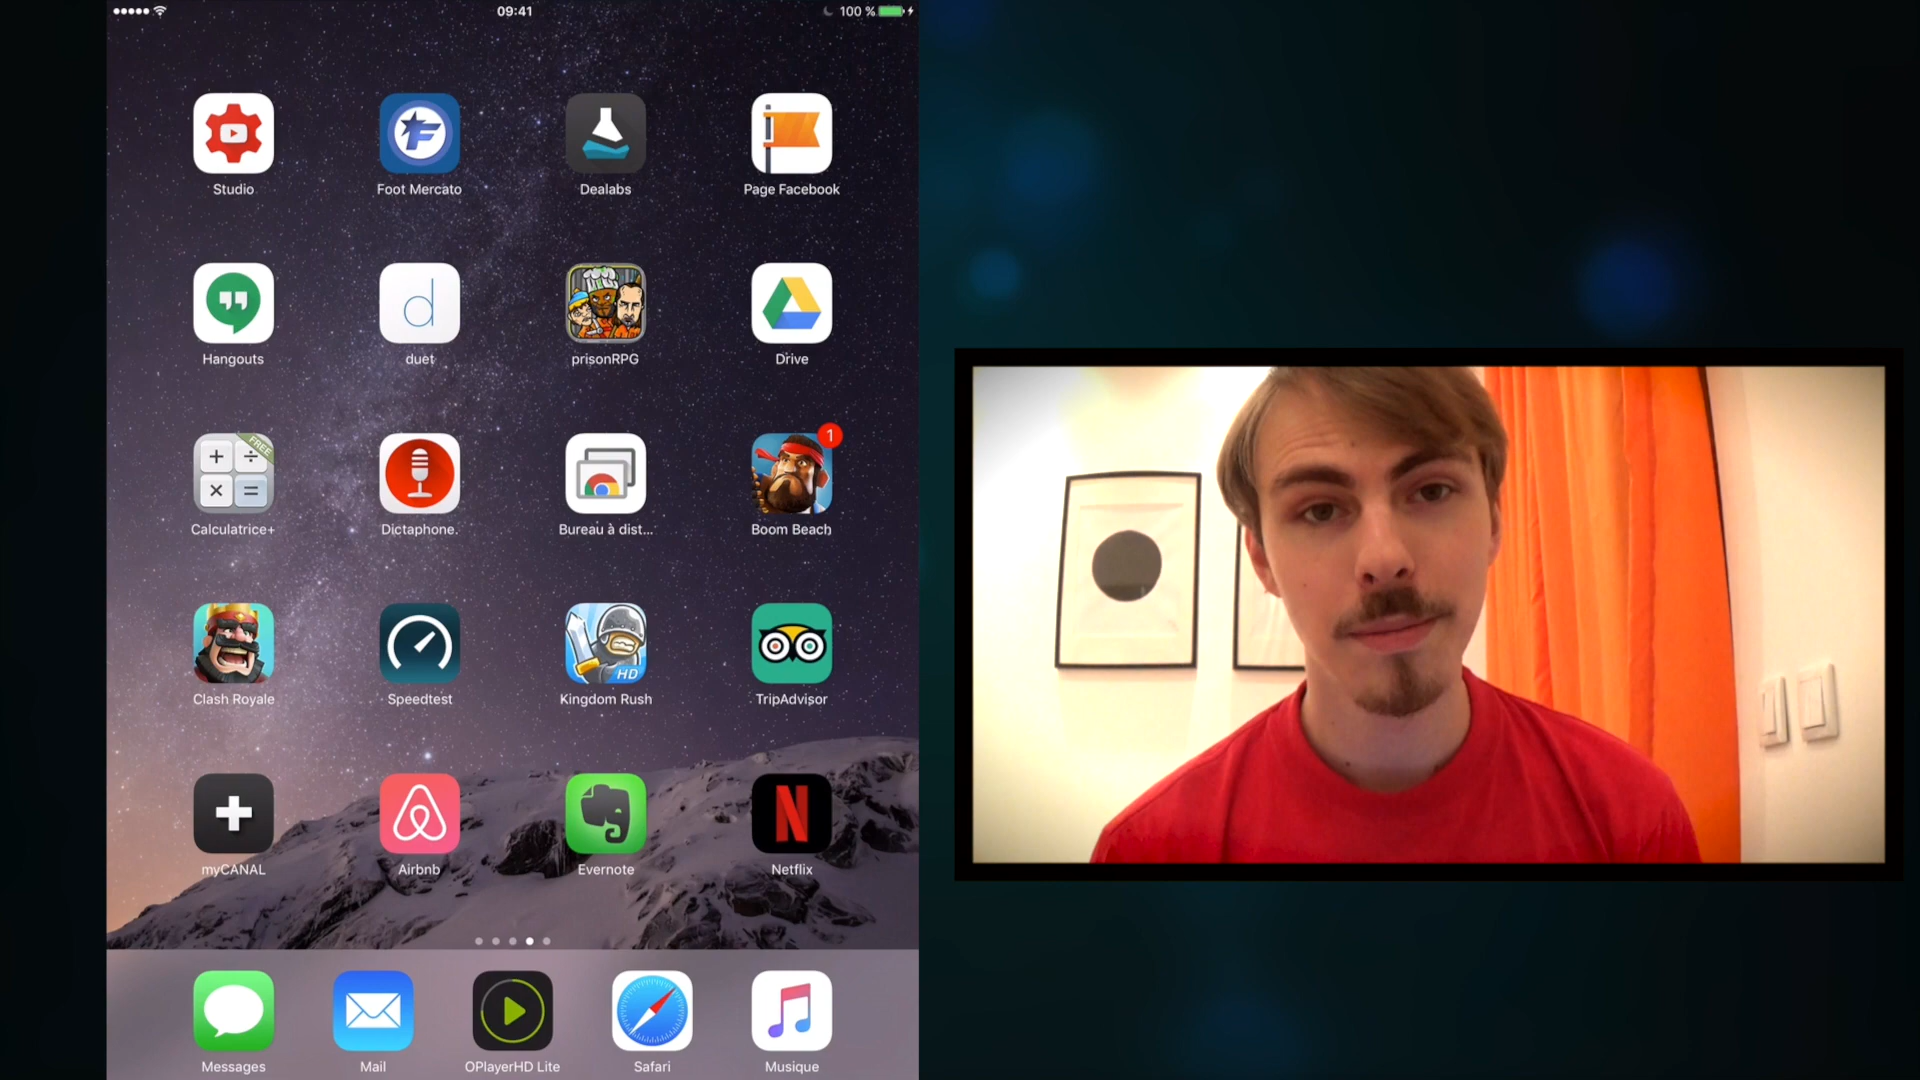 09:41
100 %
Studio
Foot Mercato
Dealabs
Page Facebook
Hangouts
duet
prisonRPG
Drive
FREE
1
Calculatrice+
Dictaphone.
Bureau à dist...
Boom Beach
HD
Clash Royale
Speedtest
Kingdom Rush
TripAdvisor
myCANAL
Airbnb
Evernote
Netflix
Messages
Mail
OPlayerHD Lite
Safari
Musique